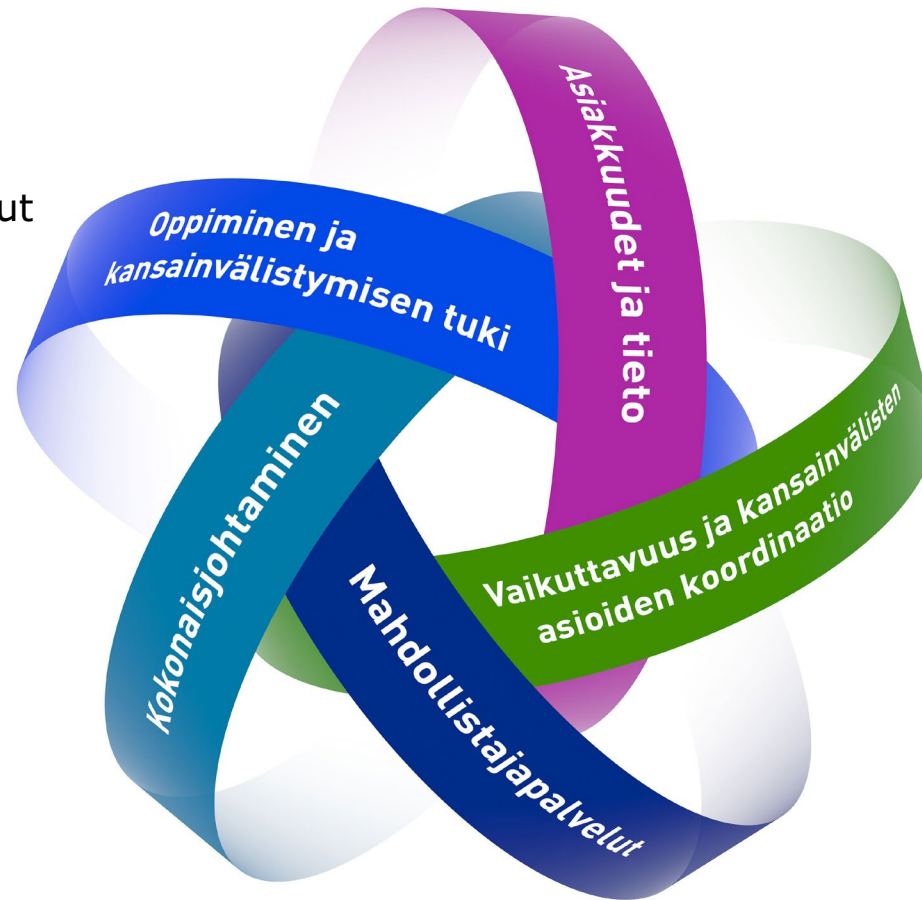 ut
Asiakkuudet ja tieto
Oppiminen ja
kansainvälistymisen tuki
Vaikuttavuus ja kansainvälisten
asioiden koordinaatio
Kokonaisjohtaminen
Mahdollistajapalvelut